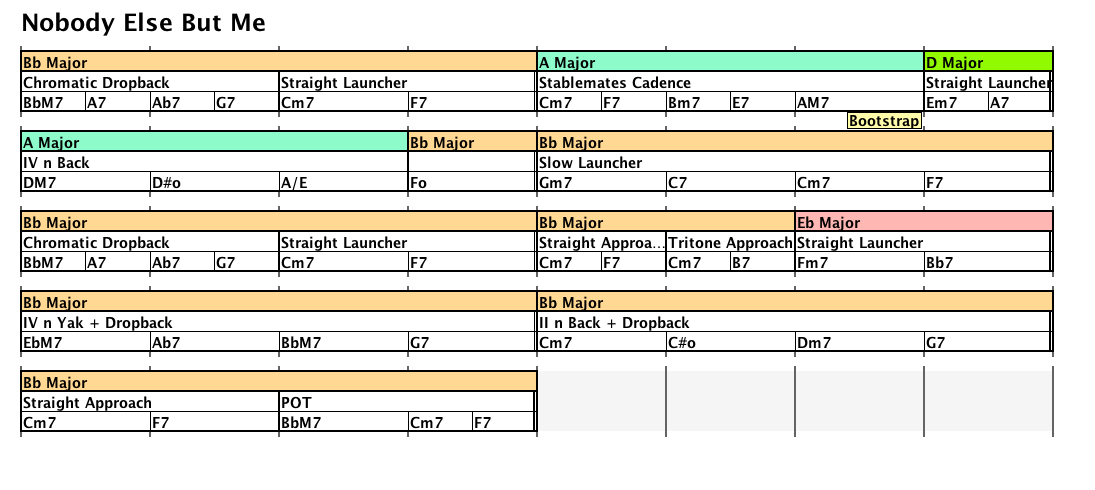 Nobody Else But Me
Bb Major A Major D Major
Chromatic Dropback Straight Launcher Stablemates Cadence Straight Launcher
BbM7 A7 Ab7 G7 Cm7 F7 Cm7 F7 Bm7 E7 AM7 Em7 A7
Bootstrap
A Major Bb Major Bb Major
IV n Back Slow Launcher
DM7 D#o A/E Fo Gm7 C7 Cm7 F7
Bb Major Bb Major Eb Major
Chromatic Dropback Straight Launcher Straight Approa... Tritone Approach Straight Launcher
BbM7 A7 Ab7 G7 Cm7 F7 Cm7 F7 Cm7 B7 Fm7 Bb7
Bb Major Bb Major
IV n Yak + Dropback II n Back + Dropback
EbM7 Ab7 BbM7 G7 Cm7 C#o Dm7 G7
Bb Major
Straight Approach POT
Cm7 F7 BbM7 Cm7 F7